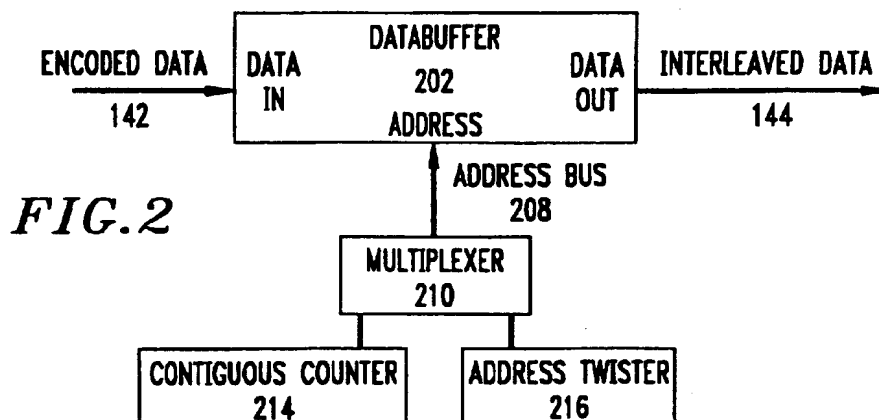 DATABUFFER
ENCODED DATA
DATA IN
202
DATA OUT
INTERLEAVED DATA
142
ADDRESS
144
ADDRESS BUS
208
FIG.2
MULTIPLEXER
210
CONTIGUOUS COUNTER
214
ADDRESS TWISTER
216